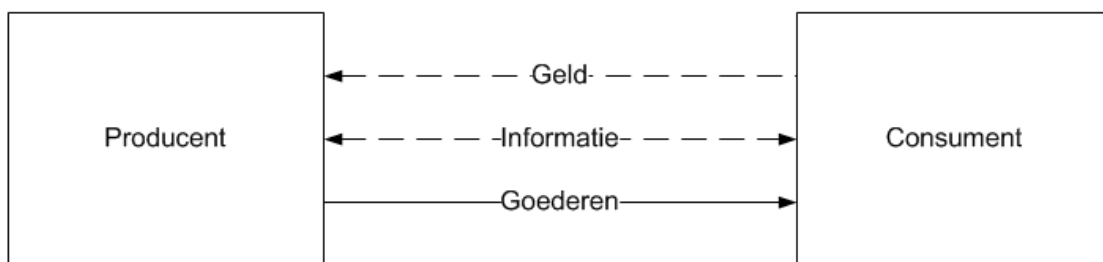 Geld
Producent
Informatie
Consument
Goederen